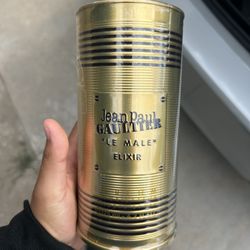 Jean Paul
GAULTIER
"LE MALE"
ELIXIR